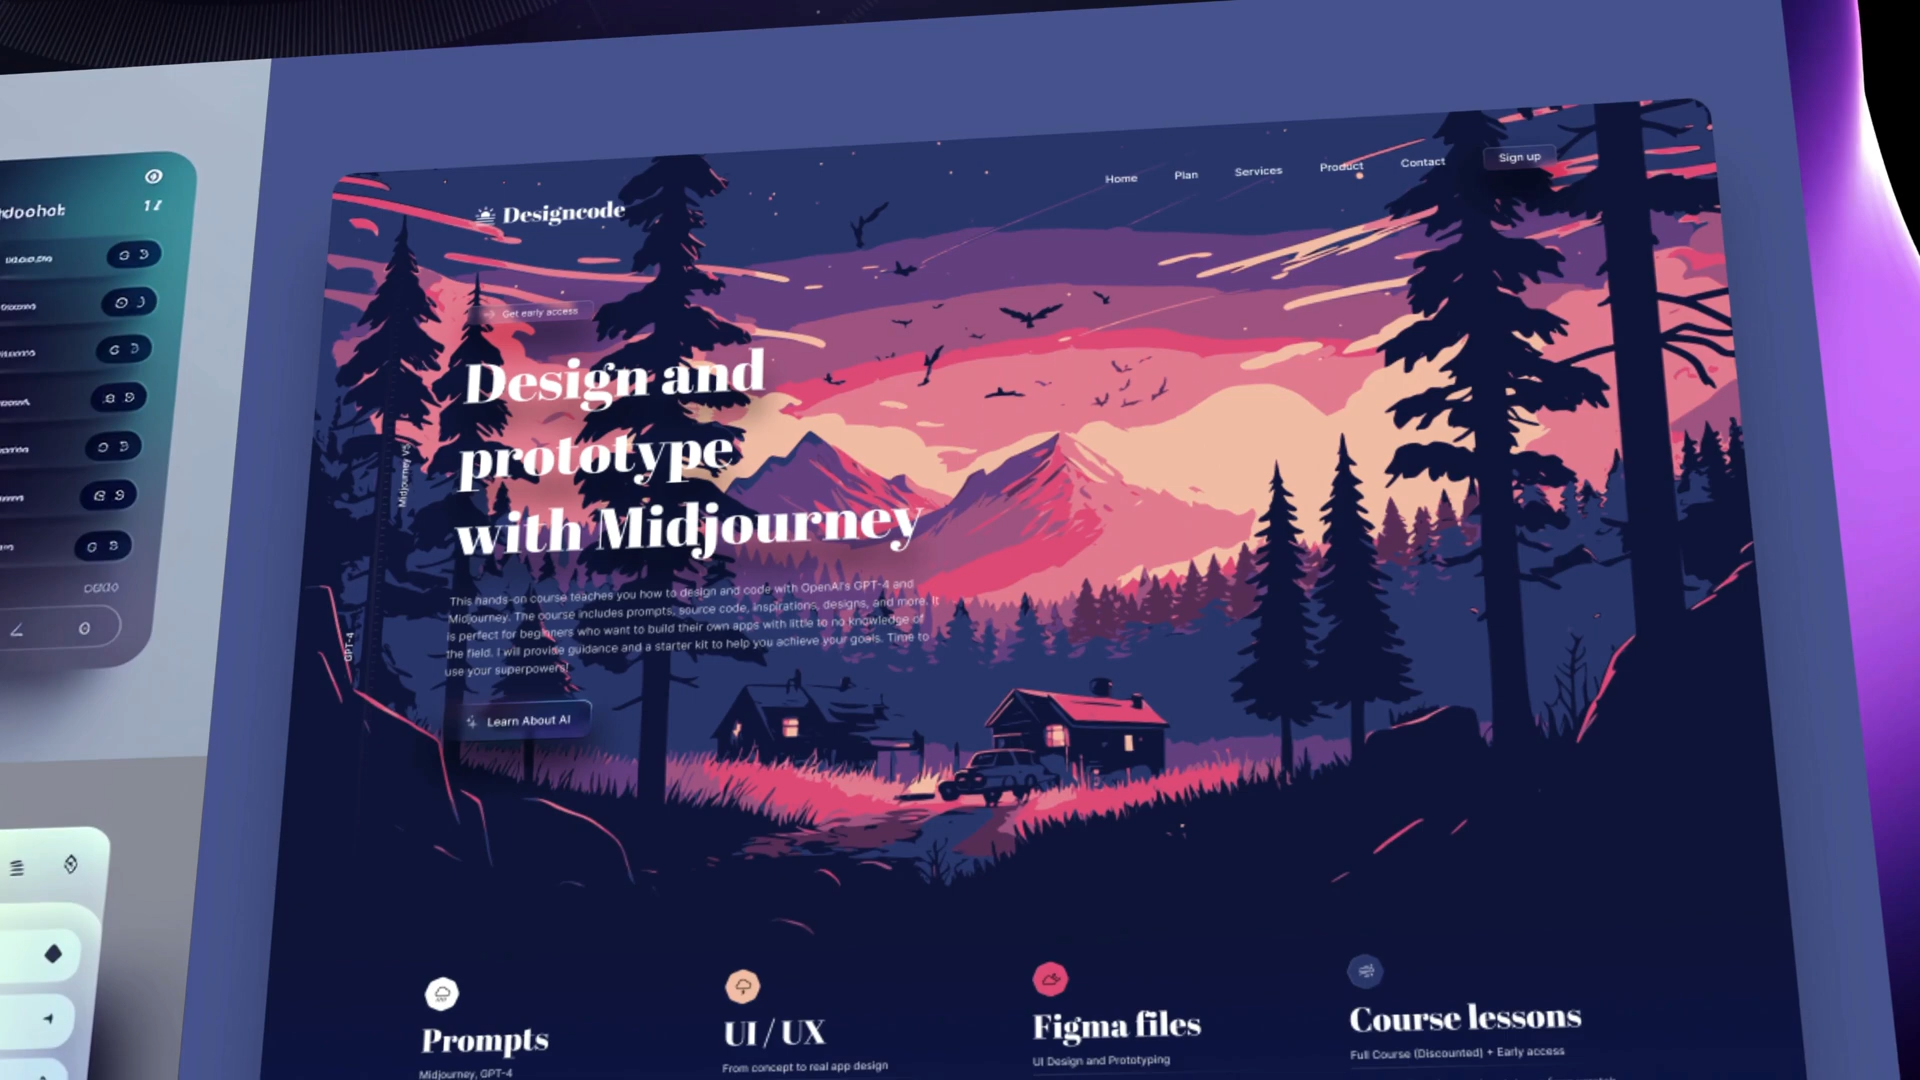 Designcode
Home
Plan
Services
Product
Contact
Sign up
Get early access
Design and
prototype
with Midjourney
Midjourney V5
GPT-4
This hands-on course teaches you how to design and code with OpenAI's GPT-4 and
Midjourney. The course includes prompts, source code, inspirations, designs, and more. It
is perfect for beginners who want to build their own apps with little to no knowledge of
the field. I will provide guidance and a starter kit to help you achieve your goals. Time to
use your superpowers!
Learn About AI
Prompts
Midjourney, GPT-4
UI / UX
From concept to real app design
Figma files
UI Design and Prototyping
Course lessons
Full Course (Discounted) + Early access